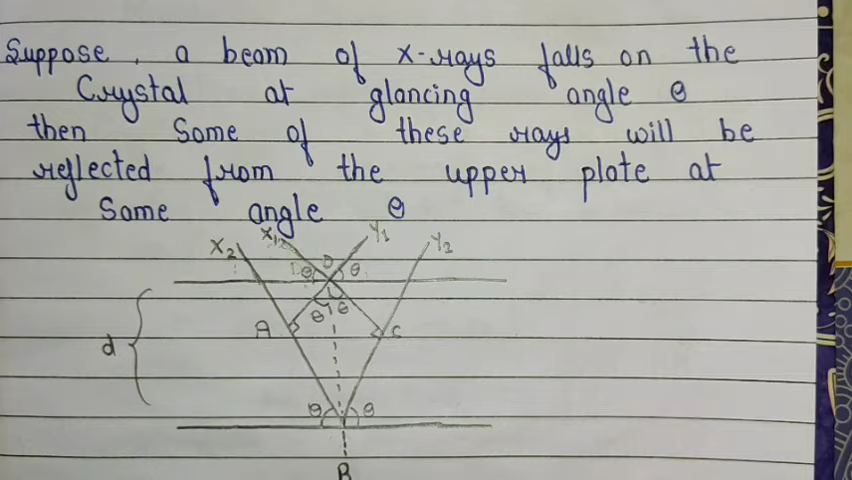 Suppose, a beam of x-rays falls on the
Crystal at glancing angle θ
then Some of these rays will be
reflected from the upper plate at
Some angle θ
X₂ X₁ Y₁ Y₂
D
θ θ
θ θ
A C
d
θ θ
B